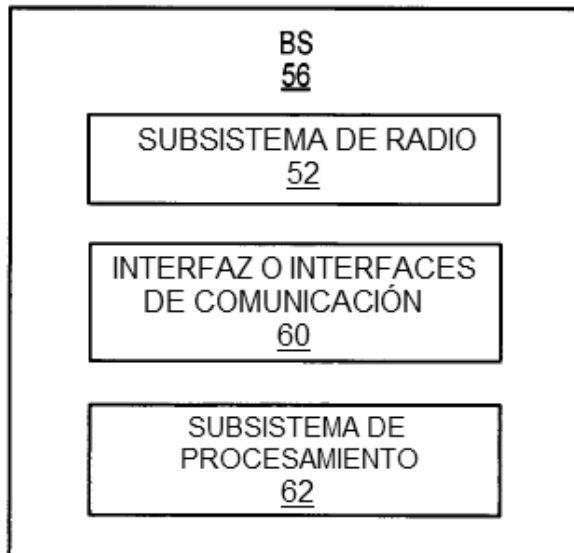 BS
56
SUBSISTEMA DE RADIO
52
INTERFAZ O INTERFACES
DE COMUNICACIÓN
60
SUBSISTEMA DE
PROCESAMIENTO
62